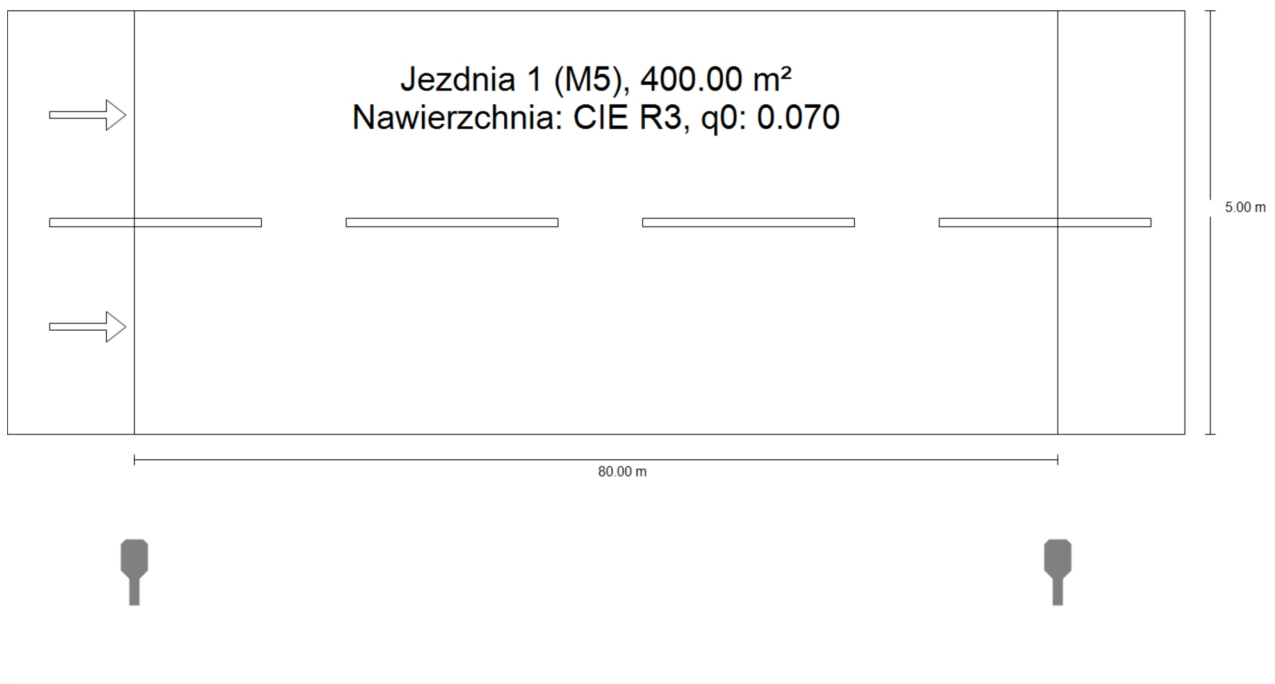 Jezdnia 1 (M5), 400.00 m²
Nawierzchnia: CIE R3, q0: 0.070
5.00 m
80.00 m